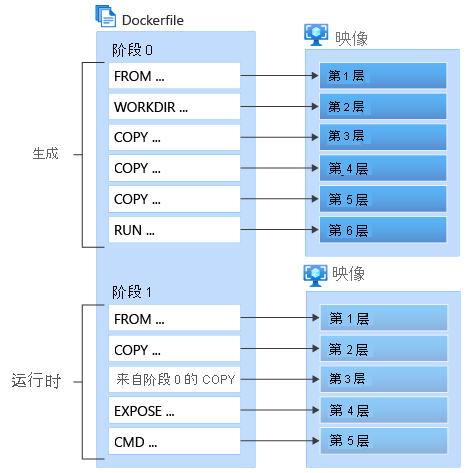 Dockerfile
映像
阶段 0
FROM ...
第 1 层
WORKDIR ...
第 2 层
COPY ...
第 3 层
生成
COPY ...
第 4 层
COPY ...
第 5 层
RUN ...
第 6 层
映像
阶段 1
FROM ...
第 1 层
COPY ...
第 2 层
运行时
来自阶段 0 的 COPY
第 3 层
EXPOSE ...
第 4 层
CMD ...
第 5 层